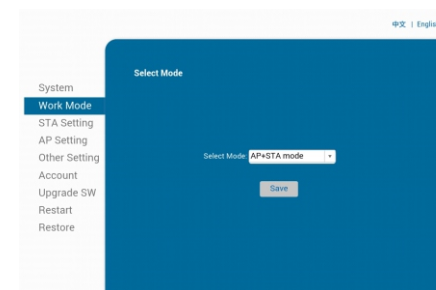 中文 | Englis
Select Mode
System
Work Mode
STA Setting
AP Setting
Other Setting
Account
Upgrade SW
Restart
Restore
Select Mode: AP+STA mode
Save